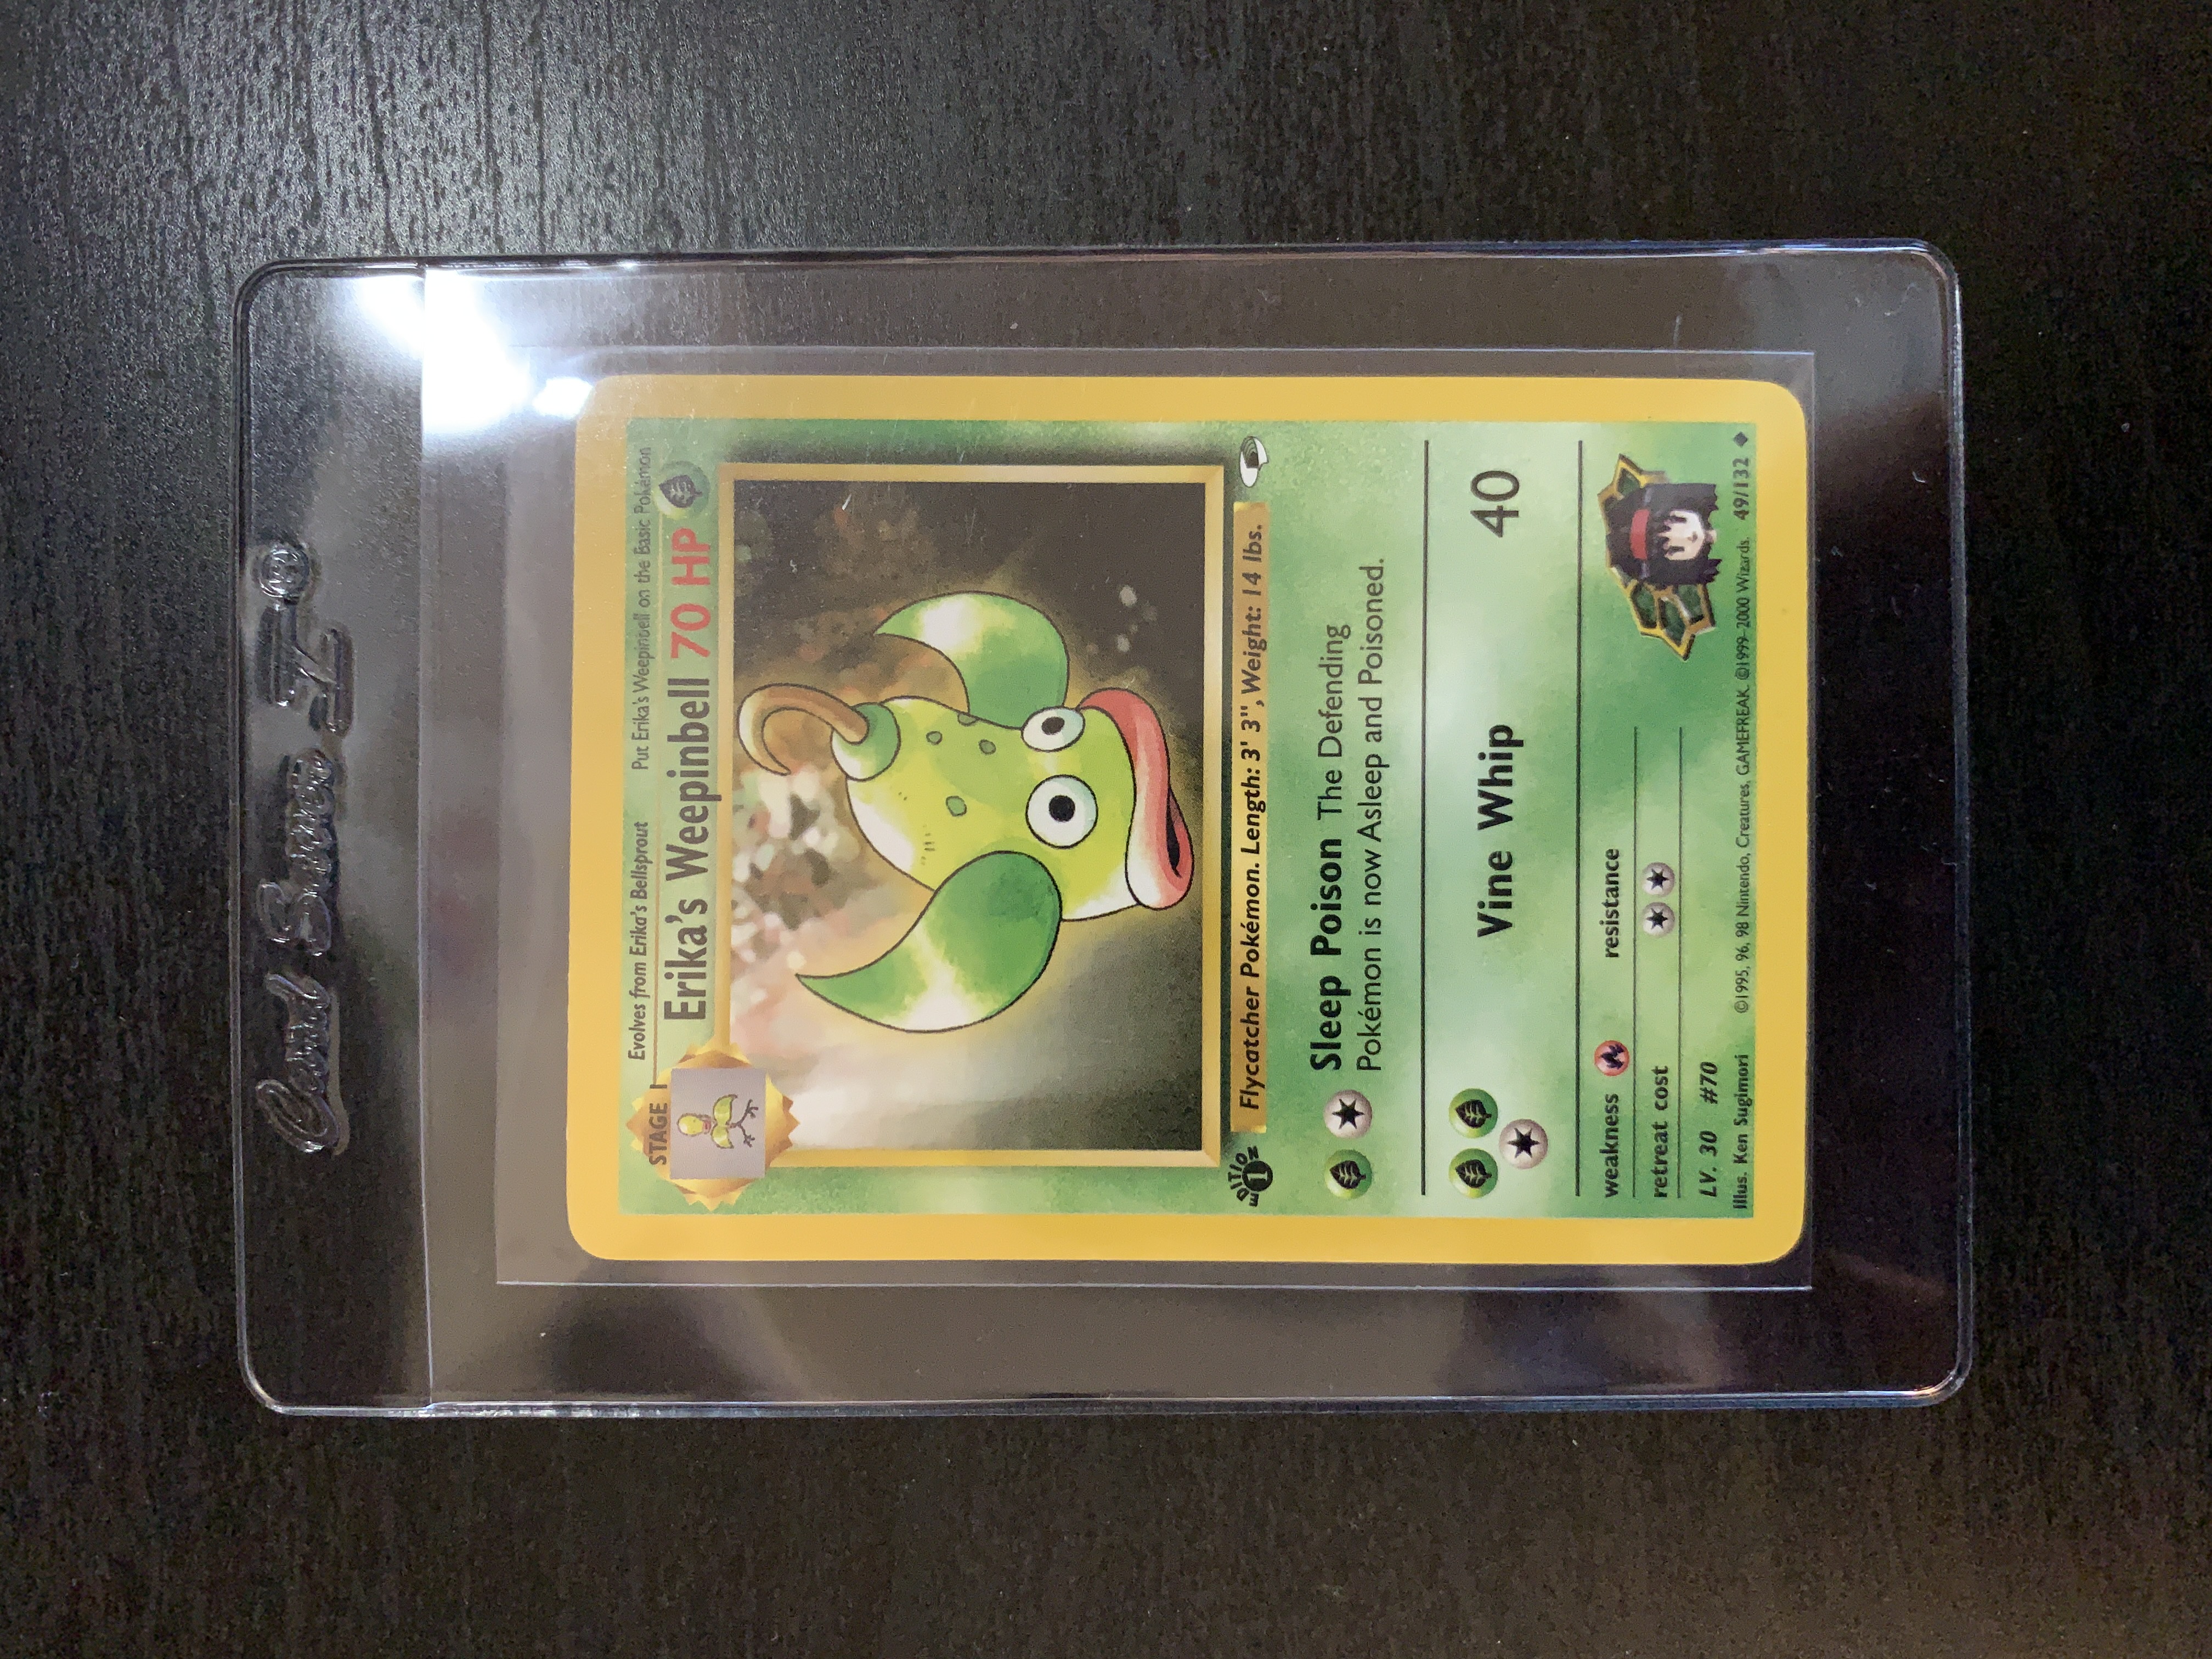 Card Saver I®
Evolves from Erika's Bellsprout Put Erika's Weepinbell on the Basic Pokémon
STAGE 1
Erika's Weepinbell 70 HP
EDITION
1
Flycatcher Pokémon. Length: 3' 3", Weight: 14 lbs.
Sleep Poison The Defending
Pokémon is now Asleep and Poisoned.
Vine Whip 40
weakness resistance
retreat cost
LV. 30 #70
Illus. Ken Sugimori ©1995, 96, 98 Nintendo, Creatures, GAMEFREAK. ©1999-2000 Wizards. 49/132